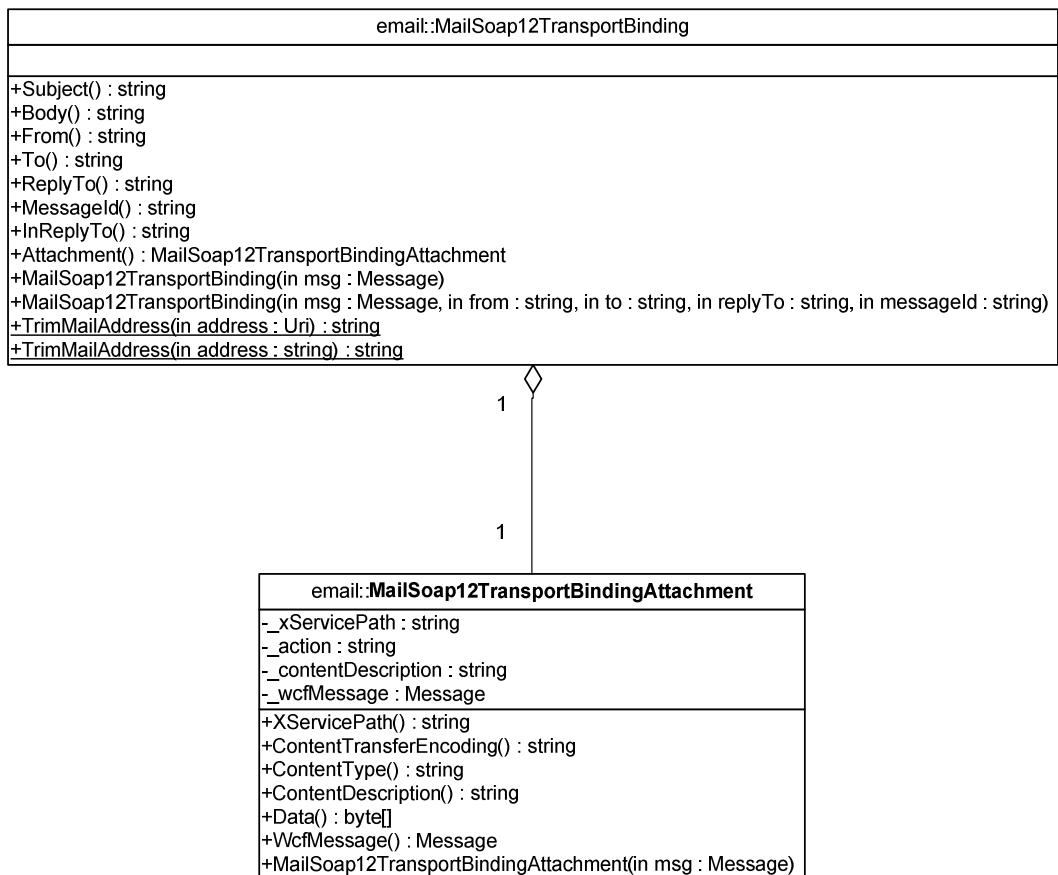 email::MailSoap12TransportBinding
+Subject() : string
+Body() : string
+From() : string
+To() : string
+ReplyTo() : string
+MessageId() : string
+InReplyTo() : string
+Attachment() : MailSoap12TransportBindingAttachment
+MailSoap12TransportBinding(in msg : Message)
+MailSoap12TransportBinding(in msg : Message, in from : string, in to : string, in replyTo : string, in messageId : string)
+TrimMailAddress(in address : Uri) : string
+TrimMailAddress(in address : string) : string
1
1
email::MailSoap12TransportBindingAttachment
-_xServicePath : string
-_action : string
-_contentDescription : string
-_wcfMessage : Message
+XServicePath() : string
+ContentTransferEncoding() : string
+ContentType() : string
+ContentDescription() : string
+Data() : byte[]
+WcfMessage() : Message
+MailSoap12TransportBindingAttachment(in msg : Message)